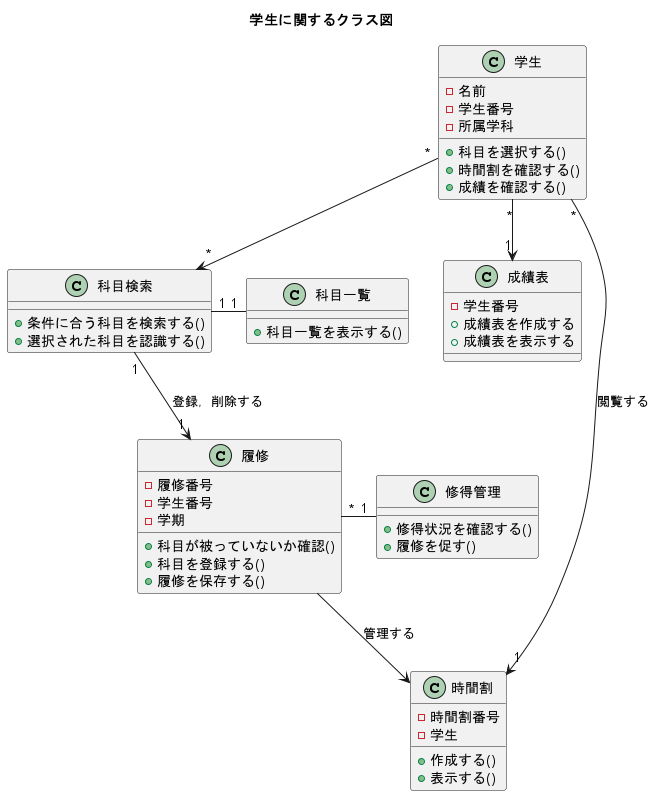 学生に関するクラス図
C 学生
名前
学生番号
所属学科
科目を選択する()
時間割を確認する()
成績を確認する()
*
*
*
*
1
C 科目検索
条件に合う科目を検索する()
選択された科目を認識する()
1 1
C 科目一覧
科目一覧を表示する()
C 成績表
学生番号
成績表を作成する
成績表を表示する
1
登録，削除する
1
閲覧する
C 履修
履修番号
学生番号
学期
科目が被っていないか確認()
科目を登録する()
履修を保存する()
* 1
C 修得管理
修得状況を確認する()
履修を促す()
管理する
1
C 時間割
時間割番号
学生
作成する()
表示する()